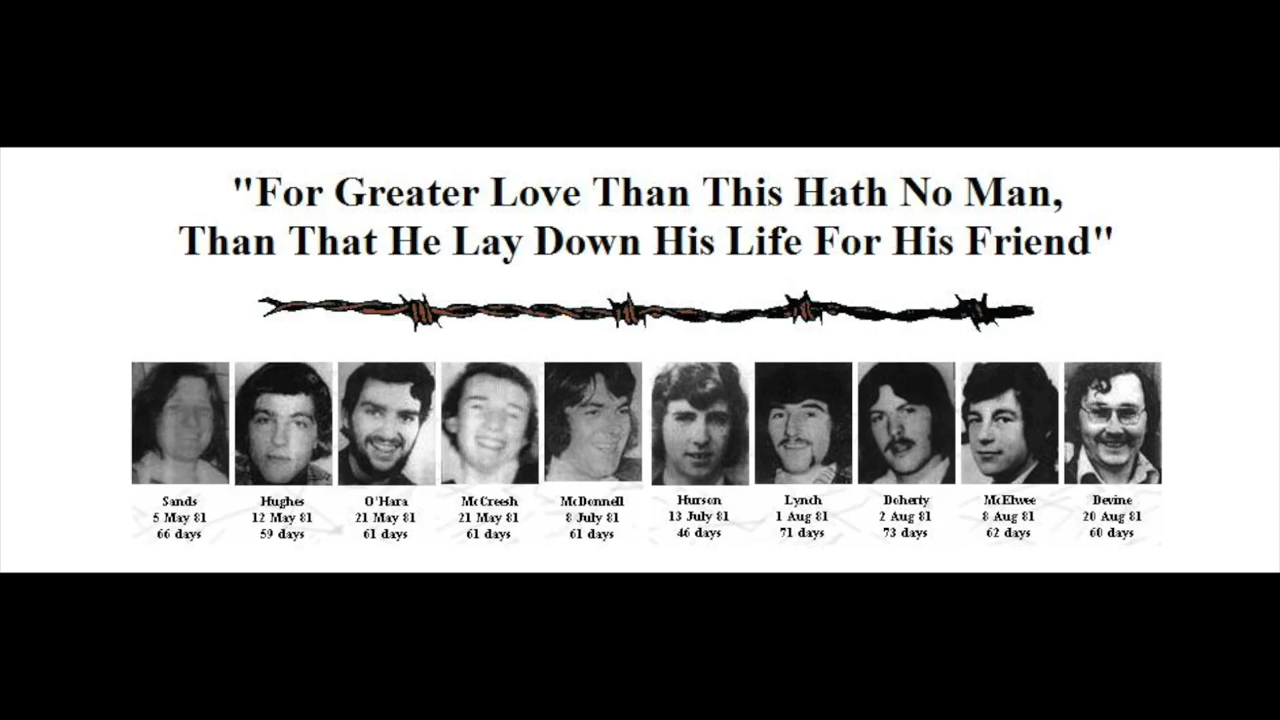 "For Greater Love Than This Hath No Man,
Than That He Lay Down His Life For His Friend"
Sands
5 May 81
66 days
Hughes
12 May 81
59 days
O'Hara
21 May 81
61 days
McCreesh
21 May 81
61 days
McDonnell
8 July 81
61 days
Hurson
13 July 81
46 days
Lynch
1 Aug 81
71 days
Doherty
2 Aug 81
73 days
McElwee
8 Aug 81
62 days
Devine
20 Aug 81
60 days